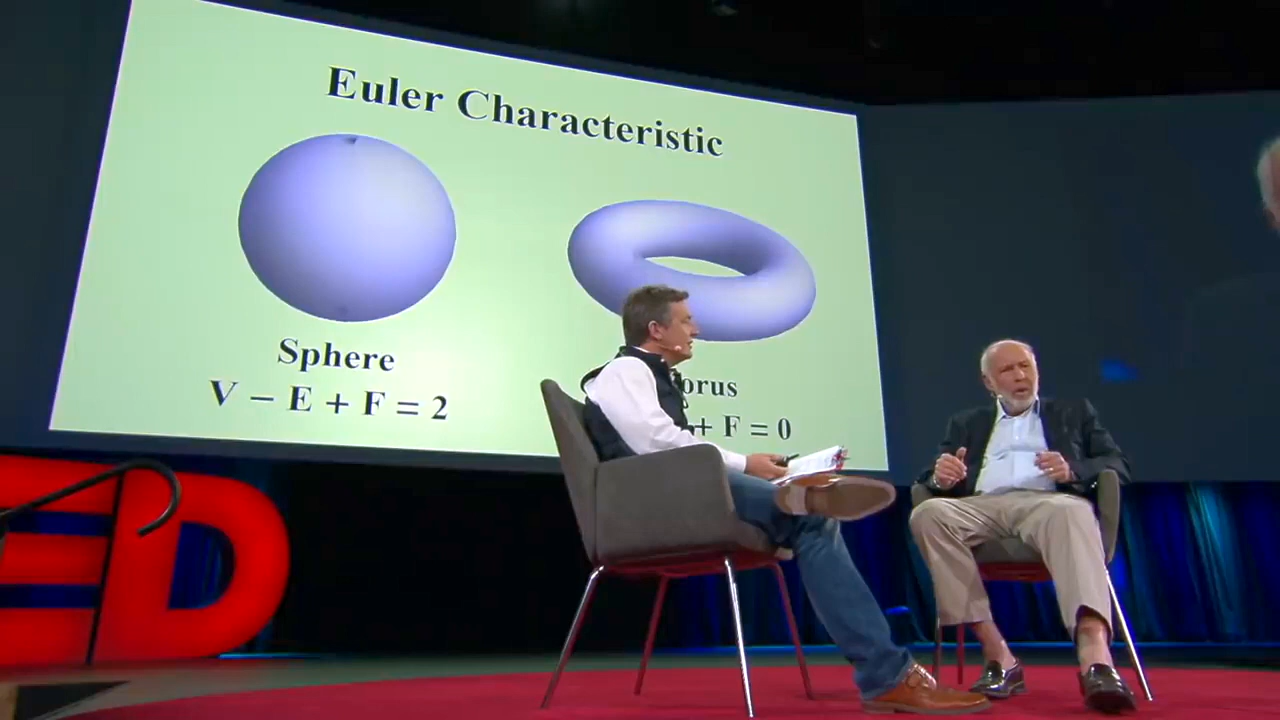 Euler Characteristic
Sphere
V – E + F = 2
orus
+ F = 0
ED